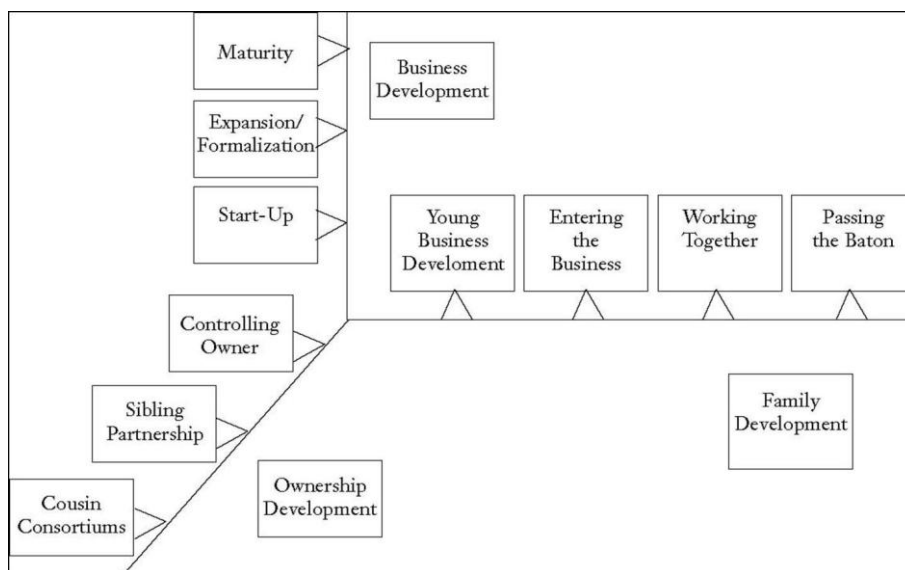 Maturity
Business
Development
Expansion/
Formalization
Start-Up
Young
Business
Develoment
Entering
the
Business
Working
Together
Passing
the Baton
Controlling
Owner
Sibling
Partnership
Family
Development
Ownership
Development
Cousin
Consortiums